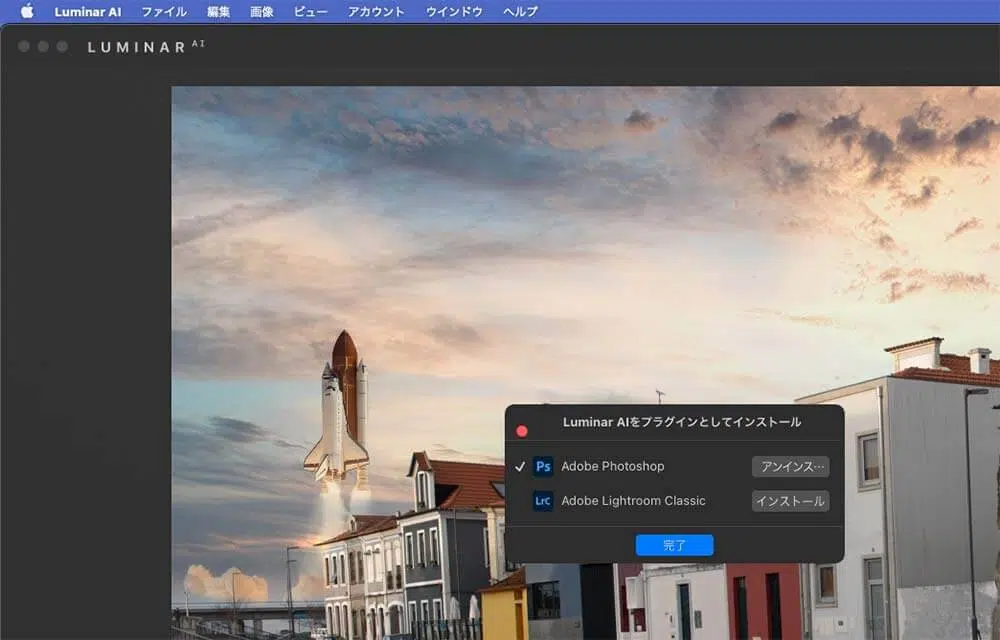 Luminar AI ファイル 編集 画像 ビュー アカウント ウインドウ ヘルプ
LUMINAR AI
Luminar AIをプラグインとしてインストール
✓ Ps Adobe Photoshop アンインス…
LrC Adobe Lightroom Classic インストール
完了